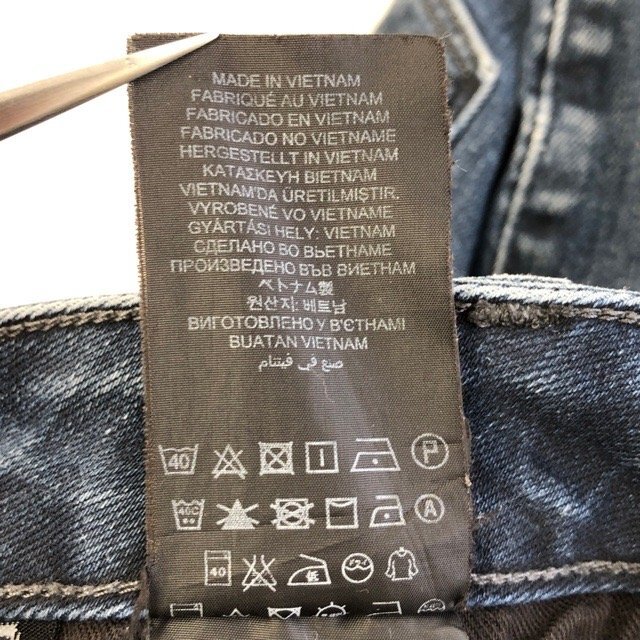 MADE IN VIETNAM
FABRIQUÉ AU VIETNAM
FABRICADO EN VIETNAM
FABRICADO NO VIETNAME
HERGESTELLT IN VIETNAM
ΚΑΤΑΣΚΕΥΗ ΒΙΕΤΝΑΜ
VIETNAM'DA ÜRETILMIŞTIR.
VYROBENÉ VO VIETNAME
GYÁRTÁSI HELY: VIETNAM
СДЕЛАНО ВО ВЬЕТНАМЕ
ПРОИЗВЕДЕНО ВЪВ ВИЕТНАМ
ベトナム製
원산지: 베트남
ВИГОТОВЛЕНО У В'ЄТНАМІ
BUATAN VIETNAM
صنع في فيتنام
40 P
40C A
40 低